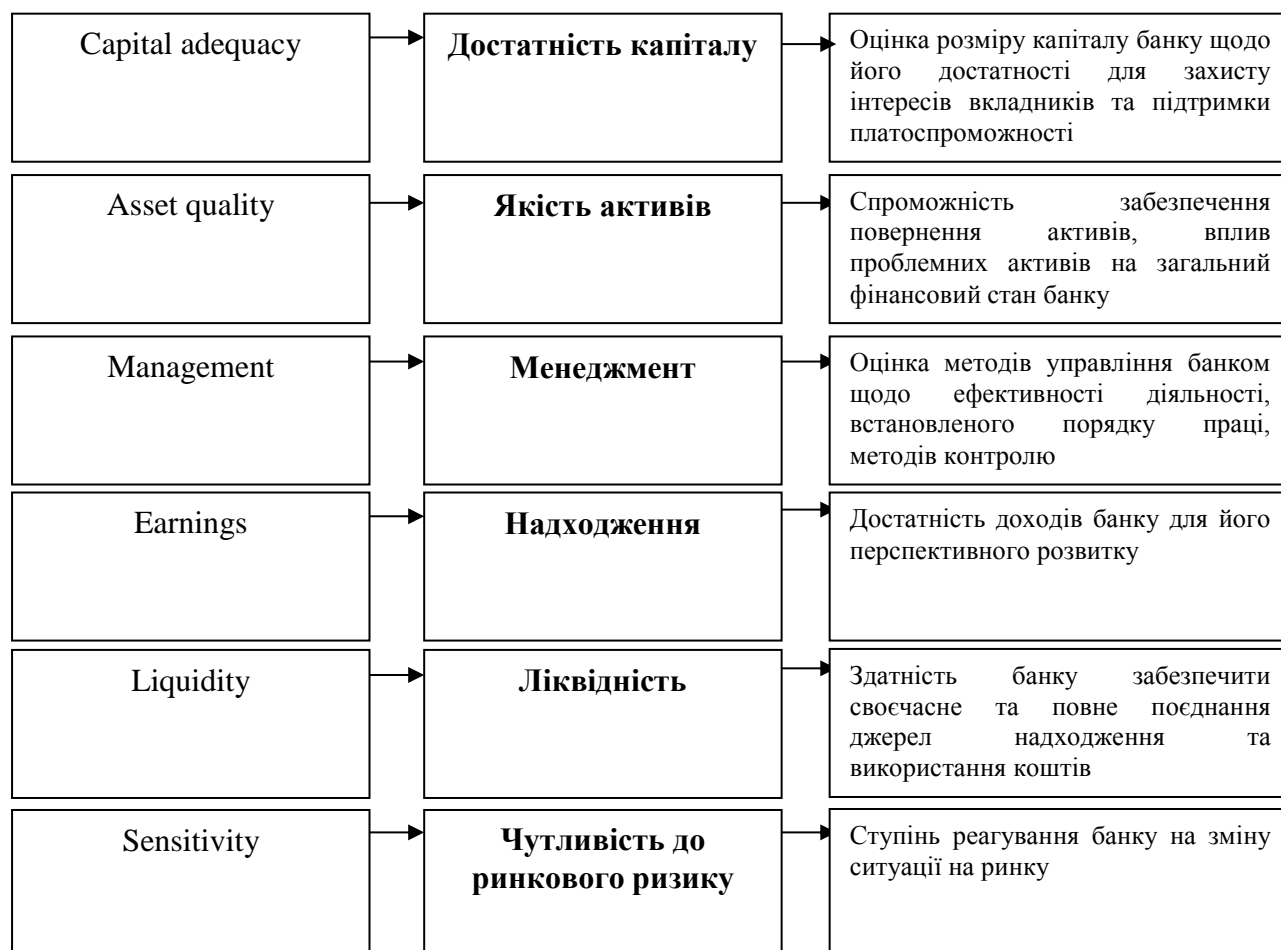 Capital adequacy
Достатність капіталу
Оцінка розміру капіталу банку щодо
його достатності для захисту
інтересів вкладників та підтримки
платоспроможності
Asset quality
Якість активів
Спроможність забезпечення
повернення активів, вплив
проблемних активів на загальний
фінансовий стан банку
Management
Менеджмент
Оцінка методів управління банком
щодо ефективності діяльності,
встановленого порядку праці,
методів контролю
Earnings
Надходження
Достатність доходів банку для його
перспективного розвитку
Liquidity
Ліквідність
Здатність банку забезпечити
своєчасне та повне поєднання
джерел надходження та
використання коштів
Sensitivity
Чутливість до
ринкового ризику
Ступінь реагування банку на зміну
ситуації на ринку